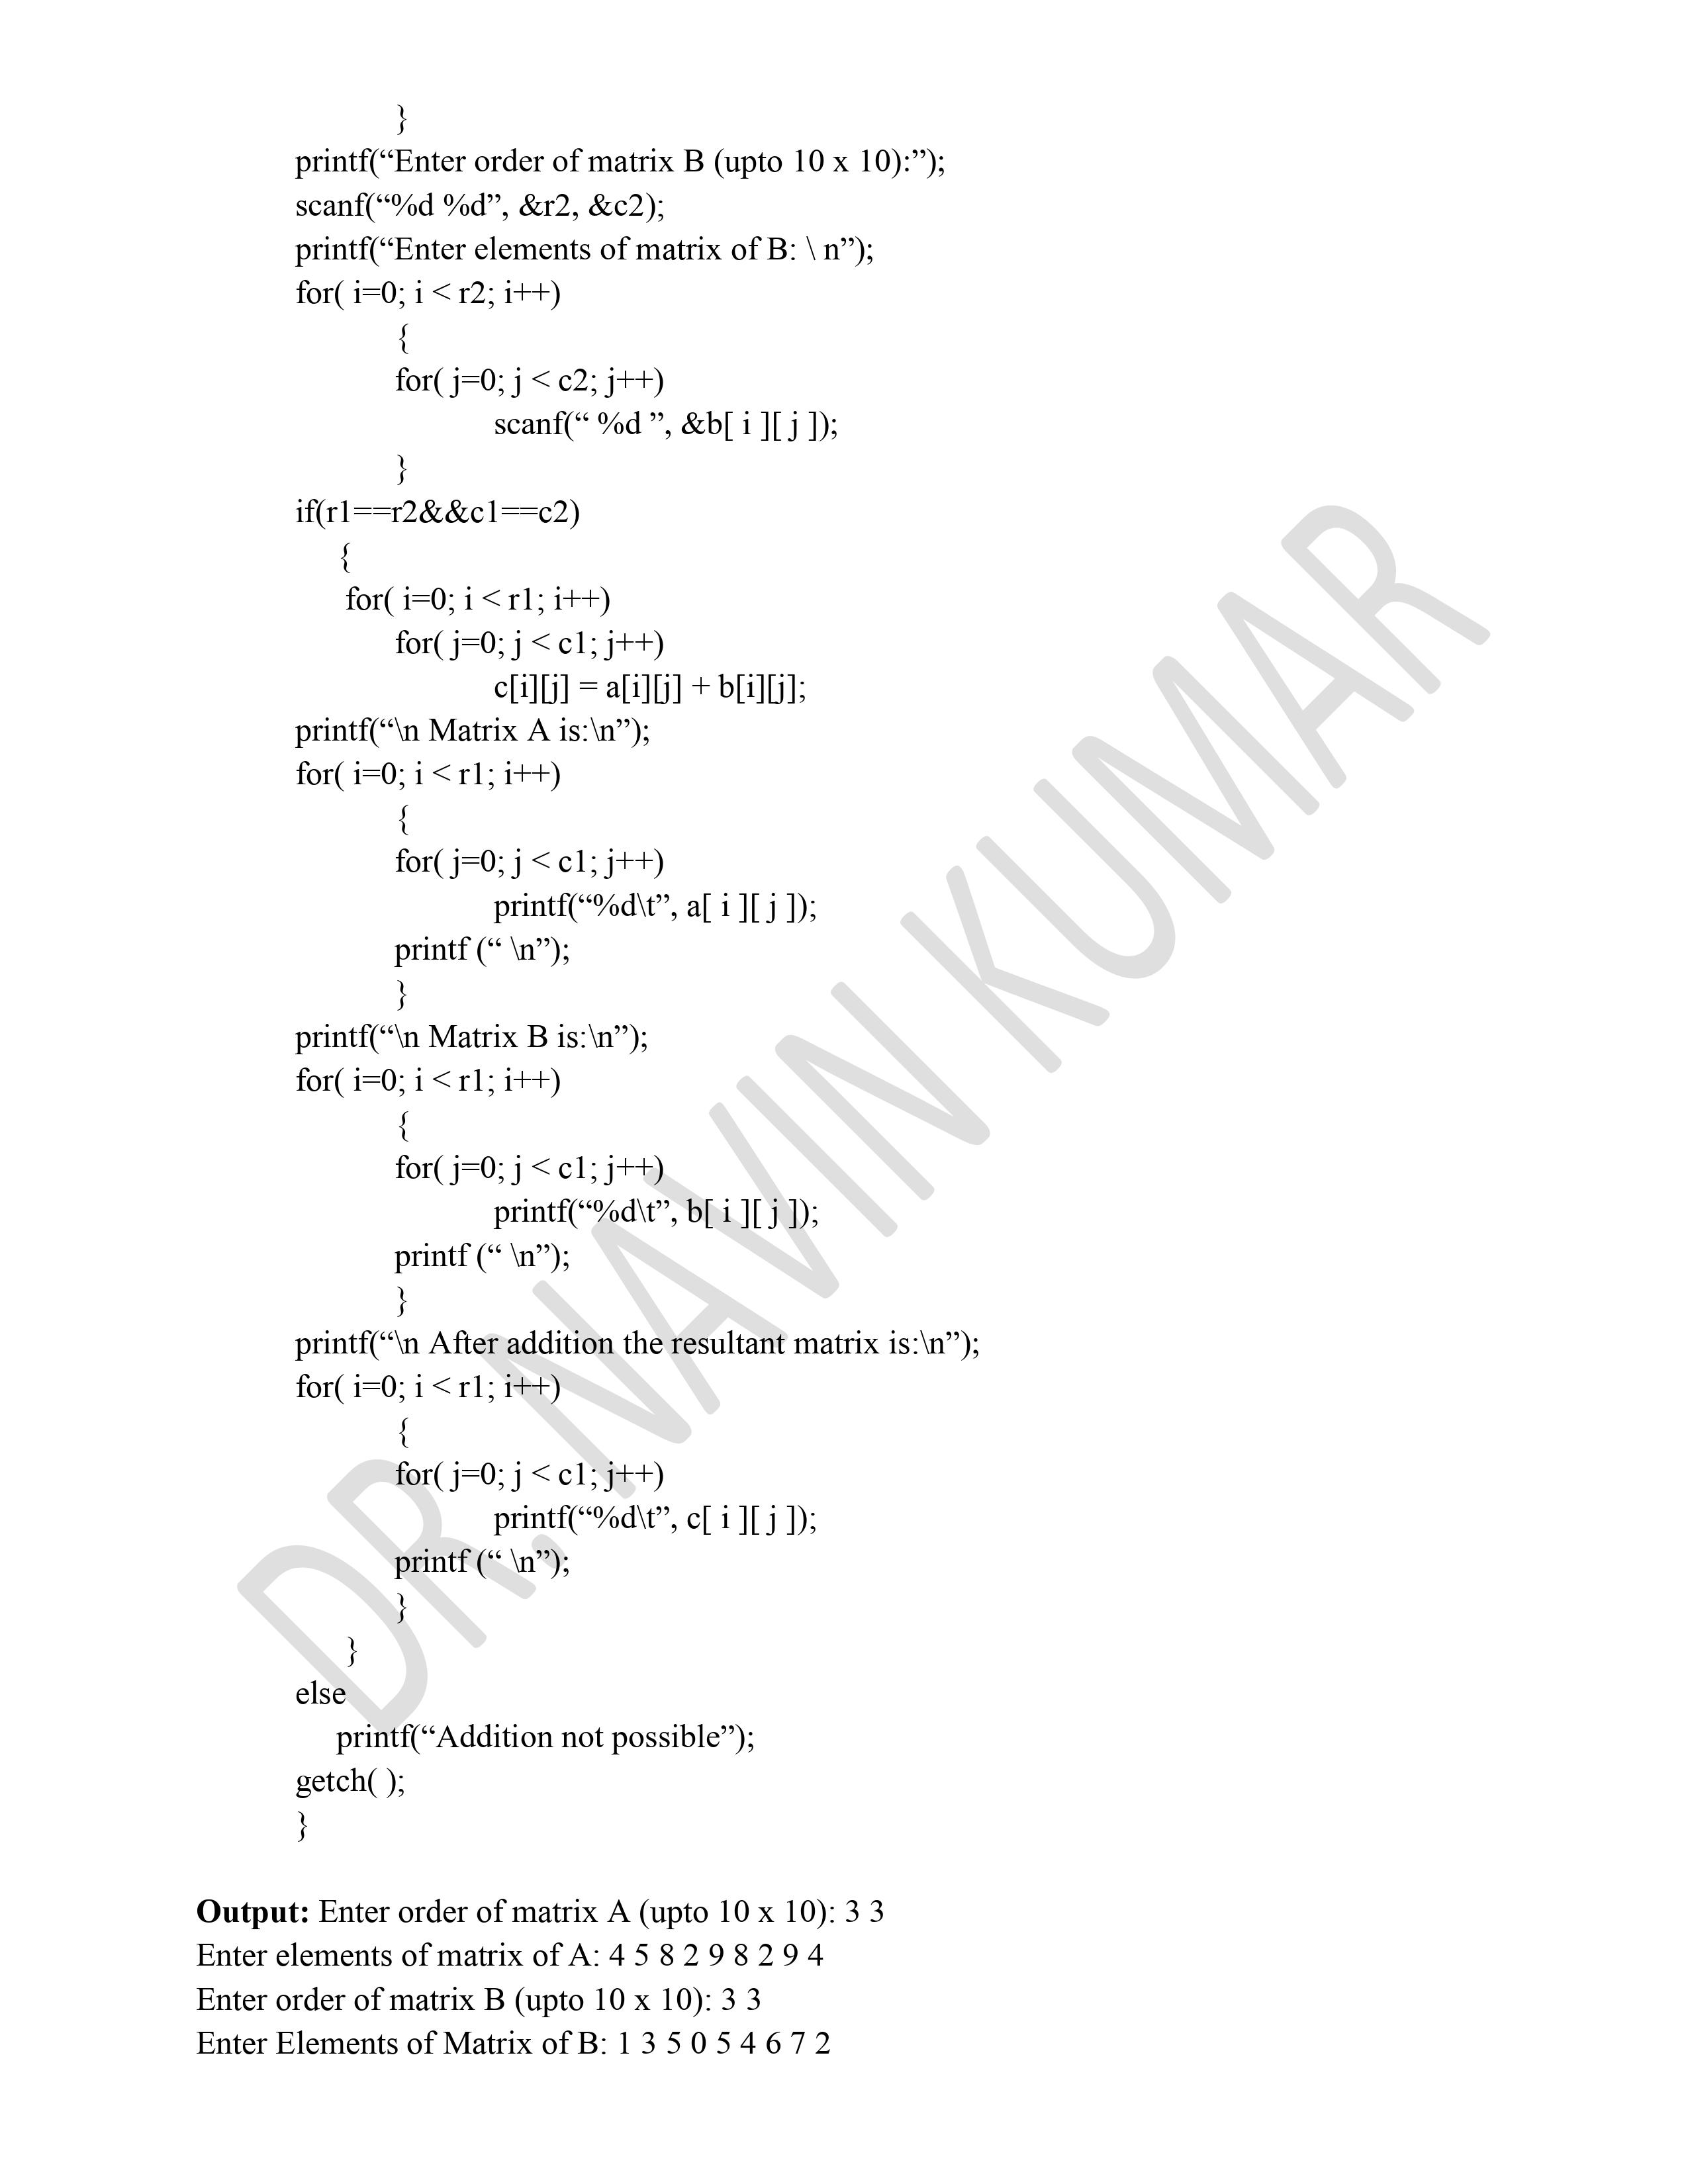 }
printf(“Enter order of matrix B (upto 10 x 10):”);
scanf(“%d %d”, &r2, &c2);
printf(“Enter elements of matrix of B: \ n”);
for( i=0; i < r2; i++)
{
for( j=0; j < c2; j++)
scanf(“ %d ”, &b[ i ][ j ]);
}
if(r1==r2&&c1==c2)
{
for( i=0; i < r1; i++)
for( j=0; j < c1; j++)
c[i][j] = a[i][j] + b[i][j];
printf(“\n Matrix A is:\n”);
for( i=0; i < r1; i++)
{
for( j=0; j < c1; j++)
printf(“%d\t”, a[ i ][ j ]);
printf (“ \n”);
}
printf(“\n Matrix B is:\n”);
for( i=0; i < r1; i++)
{
for( j=0; j < c1; j++)
printf(“%d\t”, b[ i ][ j ]);
printf (“ \n”);
}
printf(“\n After addition the resultant matrix is:\n”);
for( i=0; i < r1; i++)
{
for( j=0; j < c1; j++)
printf(“%d\t”, c[ i ][ j ]);
printf (“ \n”);
}
}
else
printf(“Addition not possible”);
getch( );
}
Output: Enter order of matrix A (upto 10 x 10): 3 3
Enter elements of matrix of A: 4 5 8 2 9 8 2 9 4
Enter order of matrix B (upto 10 x 10): 3 3
Enter Elements of Matrix of B: 1 3 5 0 5 4 6 7 2
DR. NAVIN KUMAR